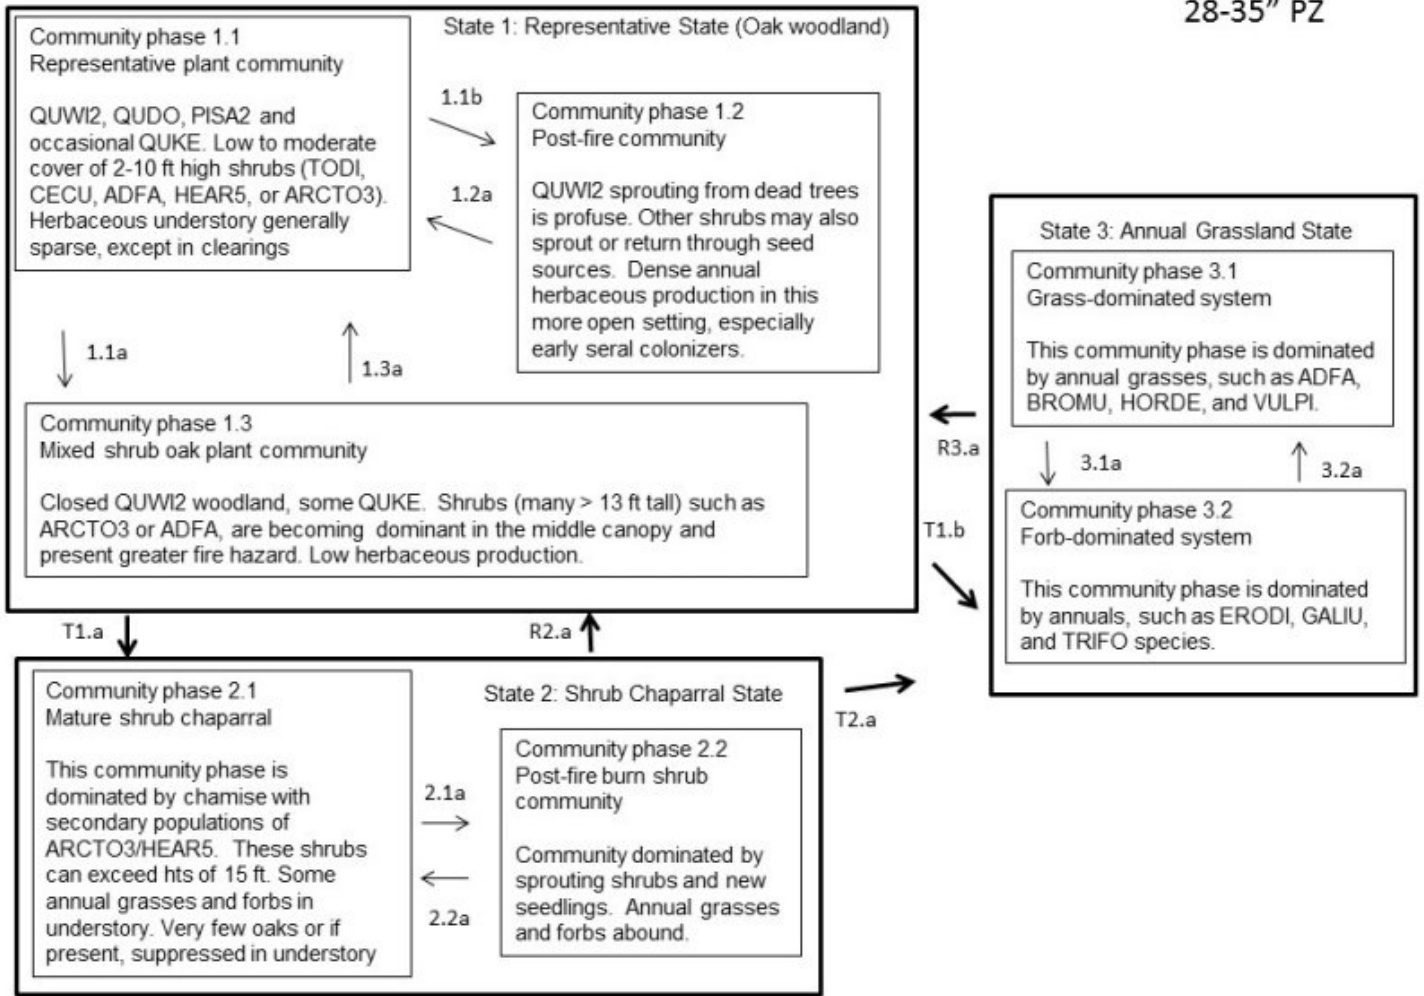 28-35” PZ
State 1: Representative State (Oak woodland)
Community phase 1.1
Representative plant community
QUWI2, QUDO, PISA2 and
occasional QUKE. Low to moderate
cover of 2-10 ft high shrubs (TODI,
CECU, ADFA, HEAR5, or ARCTO3).
Herbaceous understory generally
sparse, except in clearings
1.1b
1.2a
Community phase 1.2
Post-fire community
QUWI2 sprouting from dead trees
is profuse. Other shrubs may also
sprout or return through seed
sources. Dense annual
herbaceous production in this
more open setting, especially
early seral colonizers.
1.1a
1.3a
Community phase 1.3
Mixed shrub oak plant community
Closed QUWI2 woodland, some QUKE. Shrubs (many > 13 ft tall) such as
ARCTO3 or ADFA, are becoming dominant in the middle canopy and
present greater fire hazard. Low herbaceous production.
State 3: Annual Grassland State
Community phase 3.1
Grass-dominated system
This community phase is dominated
by annual grasses, such as ADFA,
BROMU, HORDE, and VULPI.
R3.a
3.1a
3.2a
T1.b
Community phase 3.2
Forb-dominated system
This community phase is dominated
by annuals, such as ERODI, GALIU,
and TRIFO species.
T1.a
R2.a
T2.a
State 2: Shrub Chaparral State
Community phase 2.1
Mature shrub chaparral
This community phase is
dominated by chamise with
secondary populations of
ARCTO3/HEAR5. These shrubs
can exceed hts of 15 ft. Some
annual grasses and forbs in
understory. Very few oaks or if
present, suppressed in understory
2.1a
2.2a
Community phase 2.2
Post-fire burn shrub
community
Community dominated by
sprouting shrubs and new
seedlings. Annual grasses
and forbs abound.